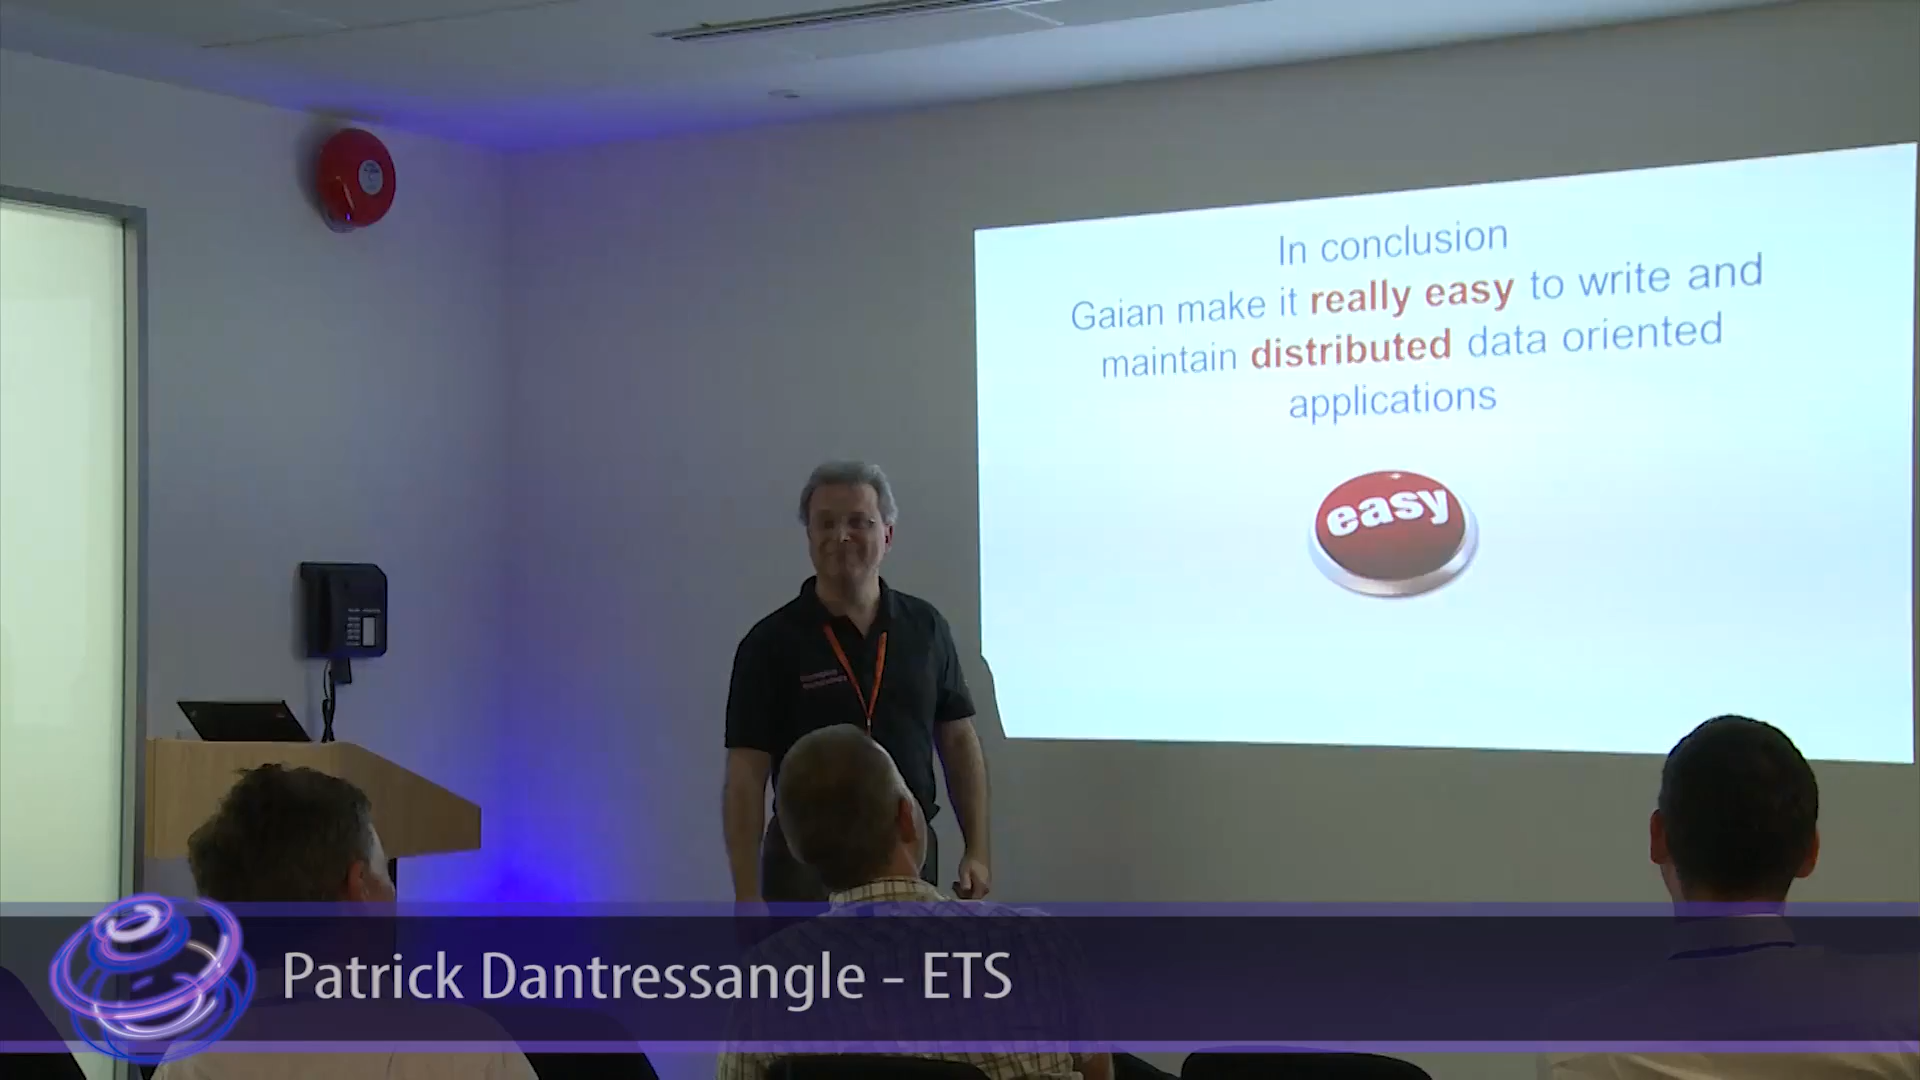 In conclusion
Gaian make it really easy to write and
maintain distributed data oriented
applications
easy
Patrick Dantressangle - ETS